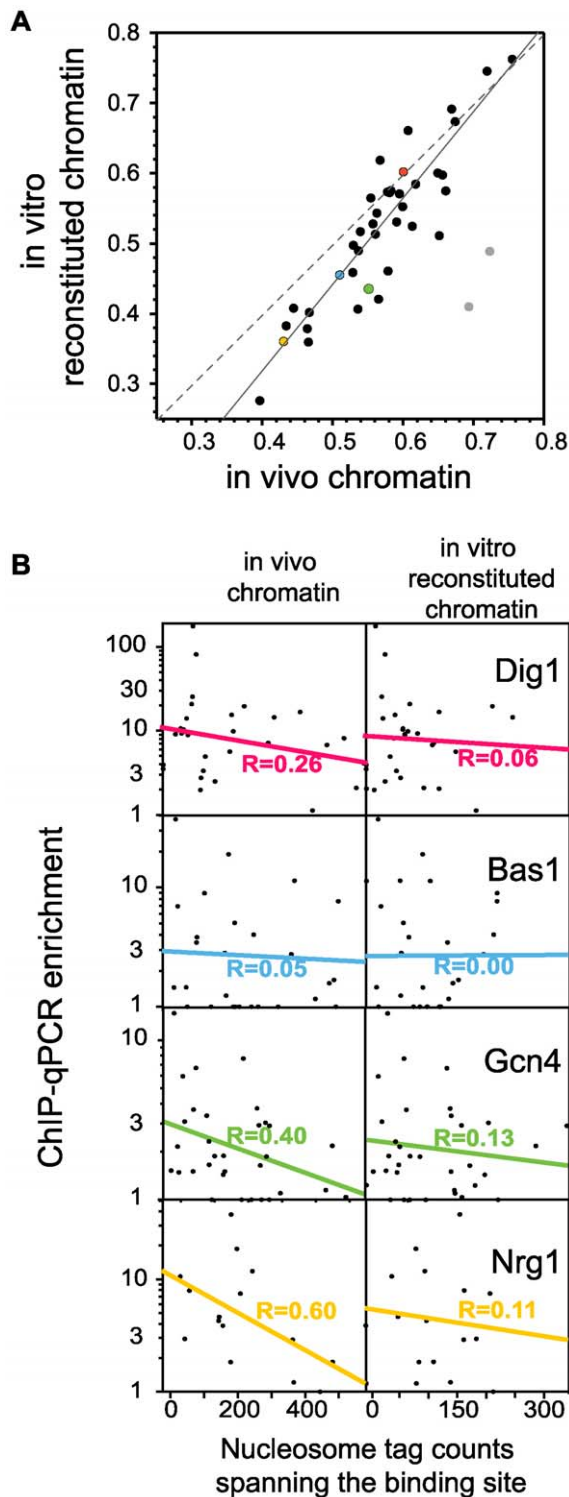 A
in vitro
reconstituted chromatin
0.8
0.7
0.6
0.5
0.4
0.3
0.3 0.4 0.5 0.6 0.7 0.8
in vivo chromatin
B
in vivo
chromatin
in vitro
reconstituted
chromatin
ChIP-qPCR enrichment
100
30
10
3
1
Dig1
R=0.26
R=0.06
10
3
1
Bas1
R=0.05
R=0.00
10
3
1
Gcn4
R=0.40
R=0.13
10
3
1
Nrg1
R=0.60
R=0.11
0 200 400 0 150 300
Nucleosome tag counts
spanning the binding site